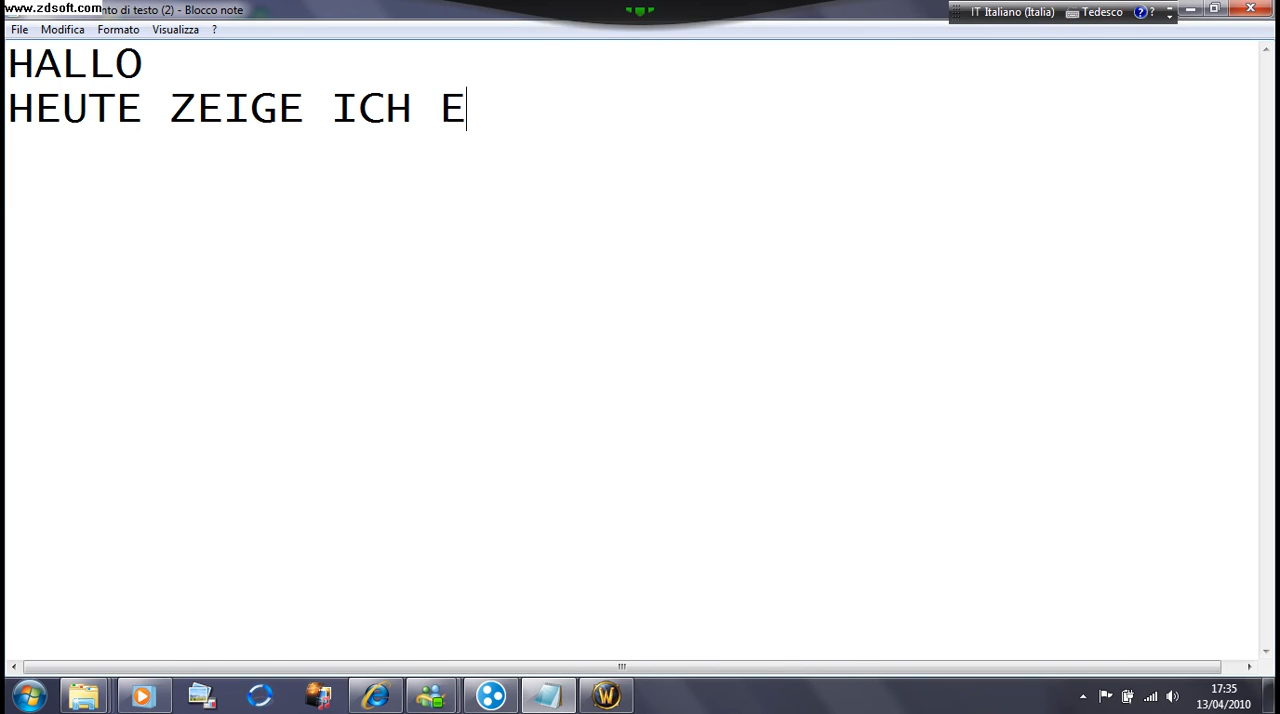 www.zdsoft.com nto di testo (2) - Blocco note
IT Italiano (Italia) Tedesco ? ?
File Modifica Formato Visualizza ?
HALLO
HEUTE ZEIGE ICH E
17:35
13/04/2010